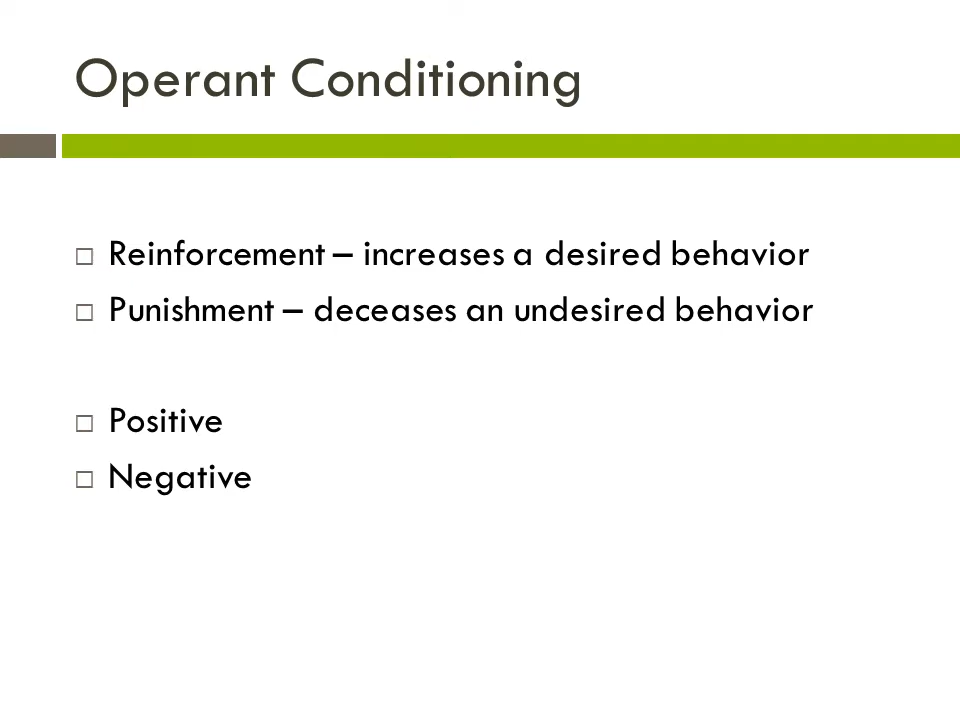 Operant Conditioning
Reinforcement – increases a desired behavior
Punishment – deceases an undesired behavior
Positive
Negative